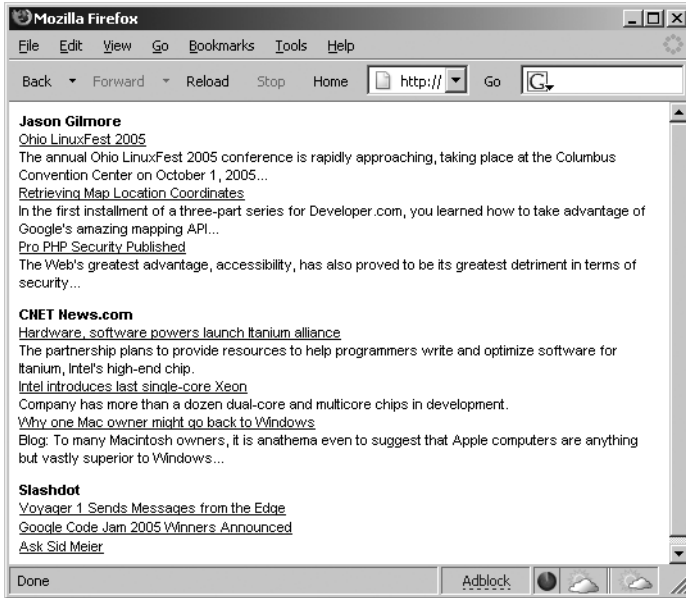 Mozilla Firefox
File Edit View Go Bookmarks Tools Help
Back Forward Reload Stop Home http:// Go G
Jason Gilmore
Ohio LinuxFest 2005
The annual Ohio LinuxFest 2005 conference is rapidly approaching, taking place at the Columbus
Convention Center on October 1, 2005...
Retrieving Map Location Coordinates
In the first installment of a three-part series for Developer.com, you learned how to take advantage of
Google's amazing mapping API...
Pro PHP Security Published
The Web's greatest advantage, accessibility, has also proved to be its greatest detriment in terms of
security...
CNET News.com
Hardware, software powers launch Itanium alliance
The partnership plans to provide resources to help programmers write and optimize software for
Itanium, Intel's high-end chip.
Intel introduces last single-core Xeon
Company has more than a dozen dual-core and multicore chips in development.
Why one Mac owner might go back to Windows
Blog: To many Macintosh owners, it is anathema even to suggest that Apple computers are anything
but vastly superior to Windows...
Slashdot
Voyager 1 Sends Messages from the Edge
Google Code Jam 2005 Winners Announced
Ask Sid Meier
Done Adblock